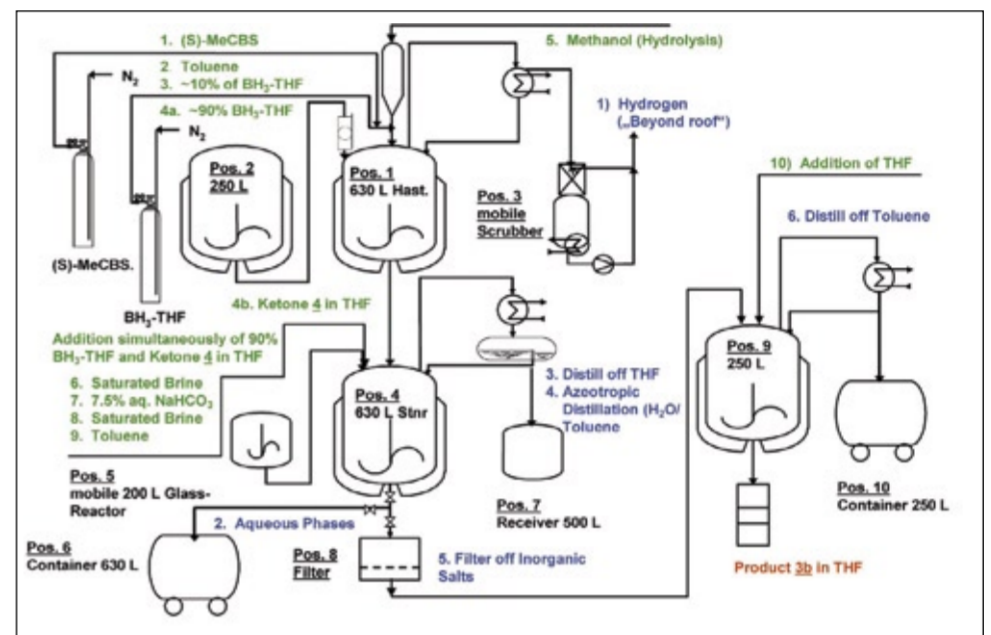 1. (S)-MeCBS
5. Methanol (Hydrolysis)
N2
2 Toluene
3. ~10% of BH3-THF
4a. ~90% BH3-THF
N2
1) Hydrogen
(„Beyond roof“)
Pos. 2
250 L
Pos. 1
630 L Hast.
10) Addition of THF
Pos. 3
mobile
Scrubber
6. Distill off Toluene
(S)-MeCBS.
BH3-THF
4b. Ketone 4 in THF
Addition simultaneously of 90%
BH3-THF and Ketone 4 in THF
6. Saturated Brine
7. 7.5% aq. NaHCO3
8. Saturated Brine
9. Toluene
Pos. 4
630 L Stnr
3. Distill off THF
4. Azeotropic
Distillation (H2O/
Toluene
Pos. 9
250 L
Pos. 5
mobile 200 L Glass-
Reactor
Pos. 7
Receiver 500 L
Pos. 10
Container 250 L
2. Aqueous Phases
Pos. 6
Container 630 L
Pos. 8
Filter
5. Filter off Inorganic
Salts
Product 3b in THF